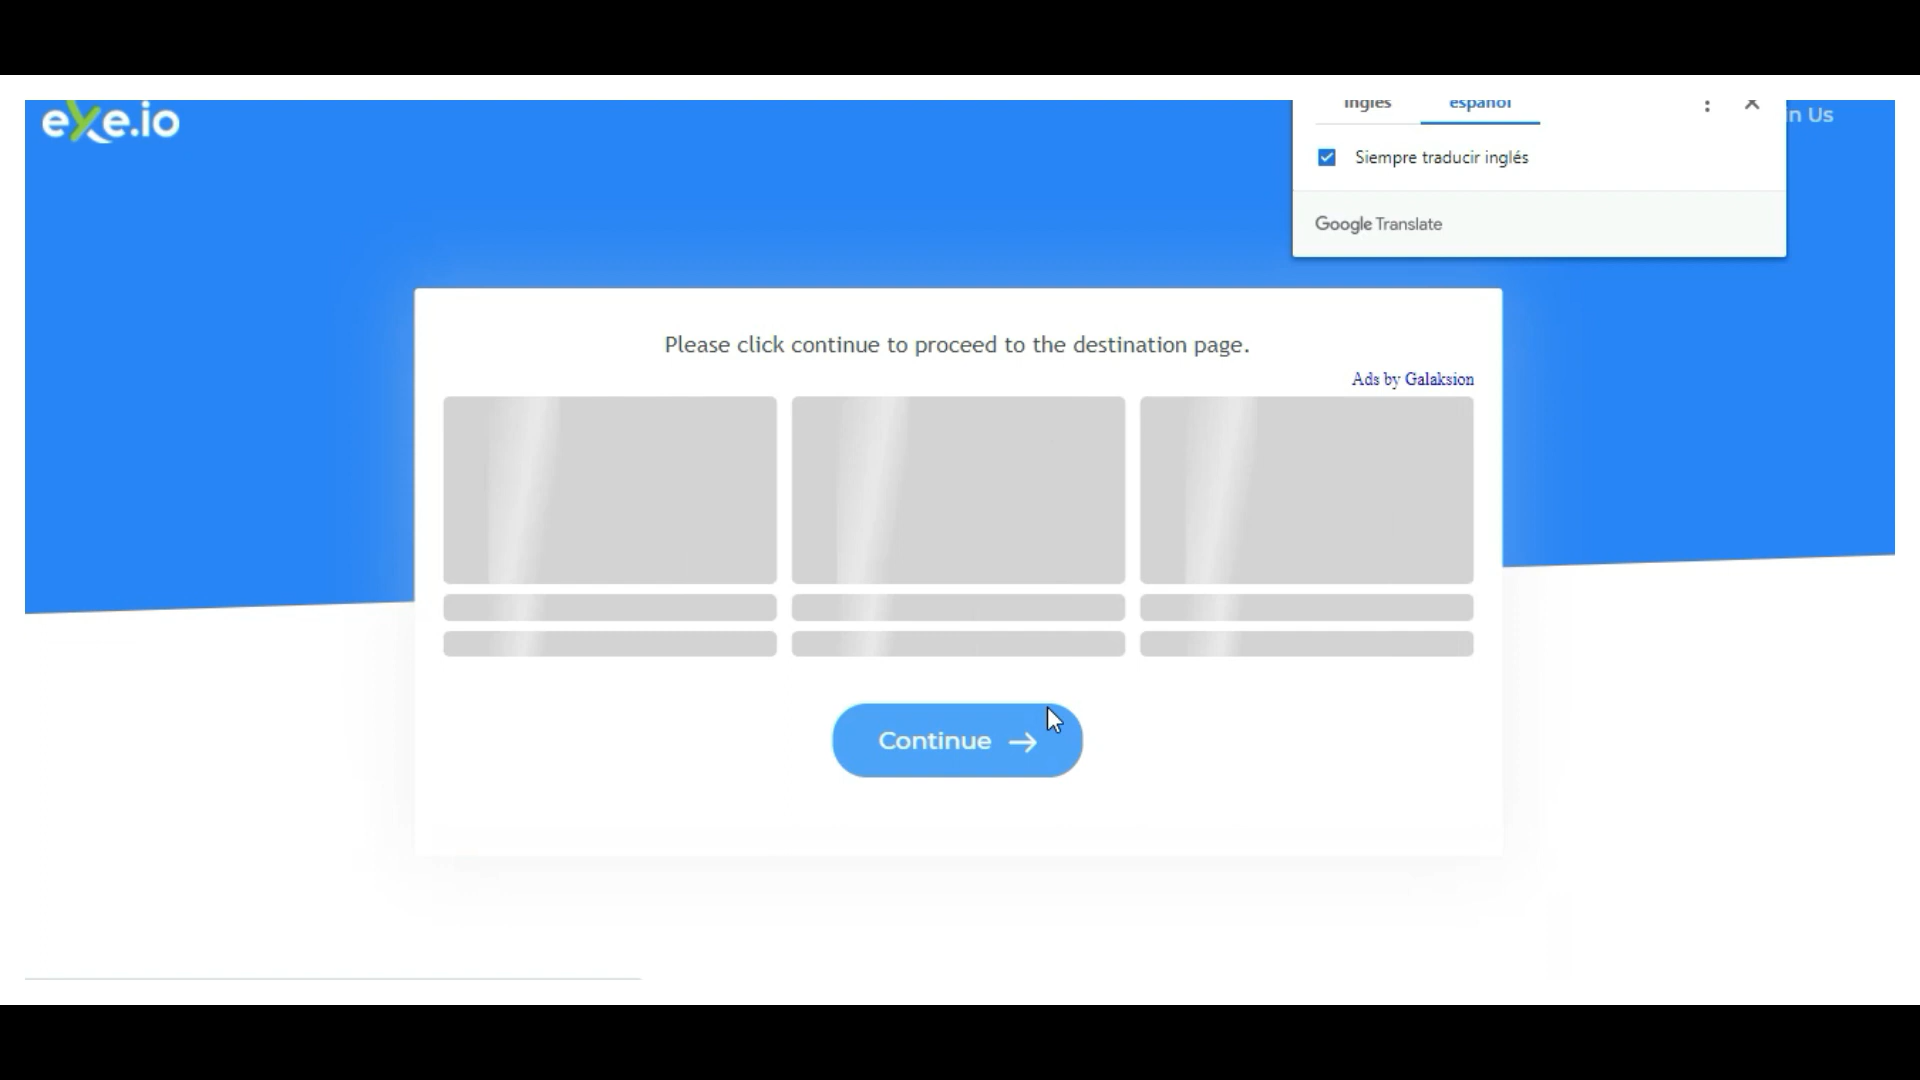 exe.io
inglés
español
in Us
Siempre traducir inglés
Google Translate
Please click continue to proceed to the destination page.
Ads by Galaksion
Continue